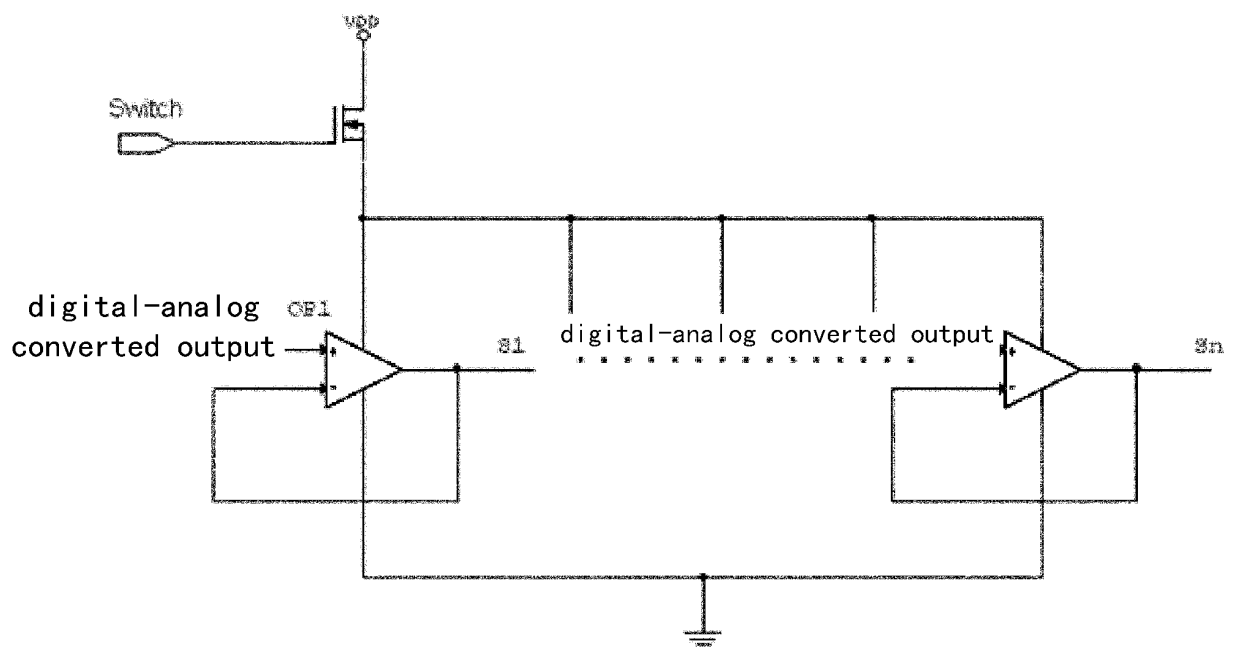 VDD
Switch
digital-analog
converted output
OP1
S1
digital-analog converted output
Sn